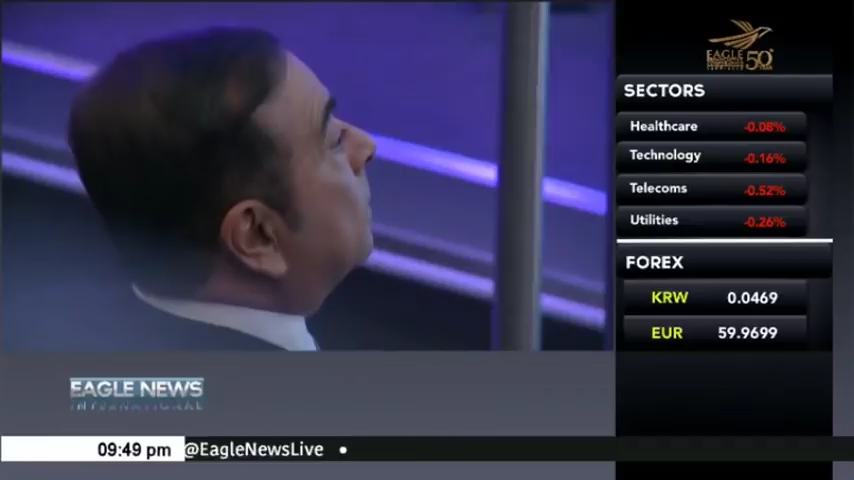 EAGLE
50
SECTORS
Healthcare -0.08%
Technology -0.16%
Telecoms -0.52%
Utilities -0.26%
FOREX
KRW 0.0469
EUR 59.9699
EAGLE NEWS
INTERNATIONAL
09:49 pm @EagleNewsLive